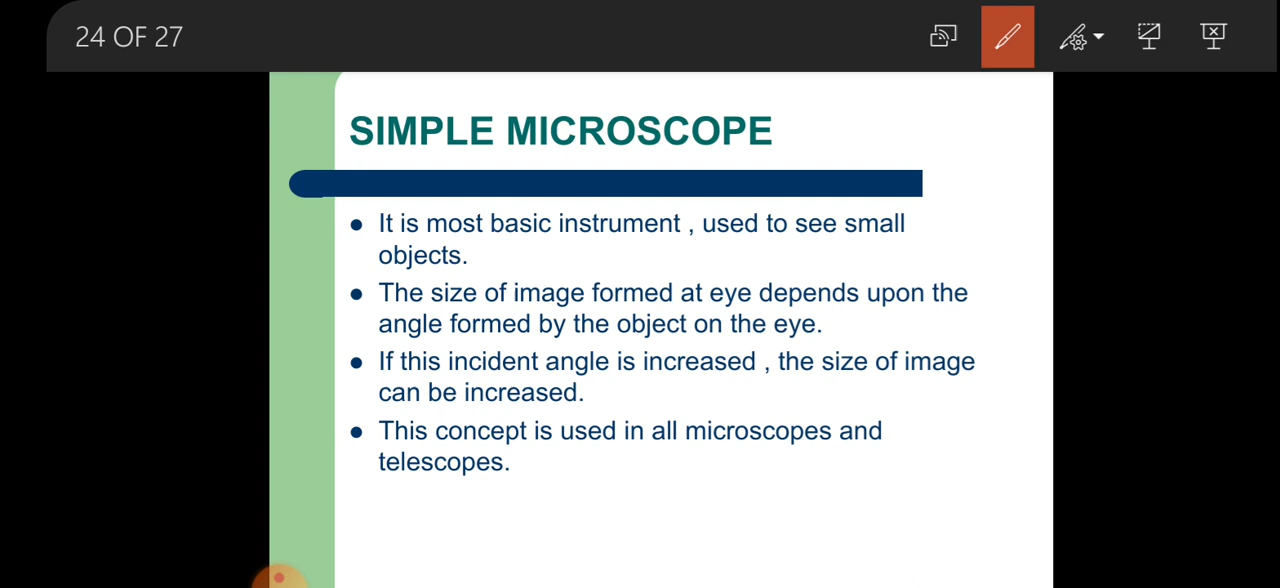 24 OF 27
SIMPLE MICROSCOPE
It is most basic instrument , used to see small
objects.
The size of image formed at eye depends upon the
angle formed by the object on the eye.
If this incident angle is increased , the size of image
can be increased.
This concept is used in all microscopes and
telescopes.